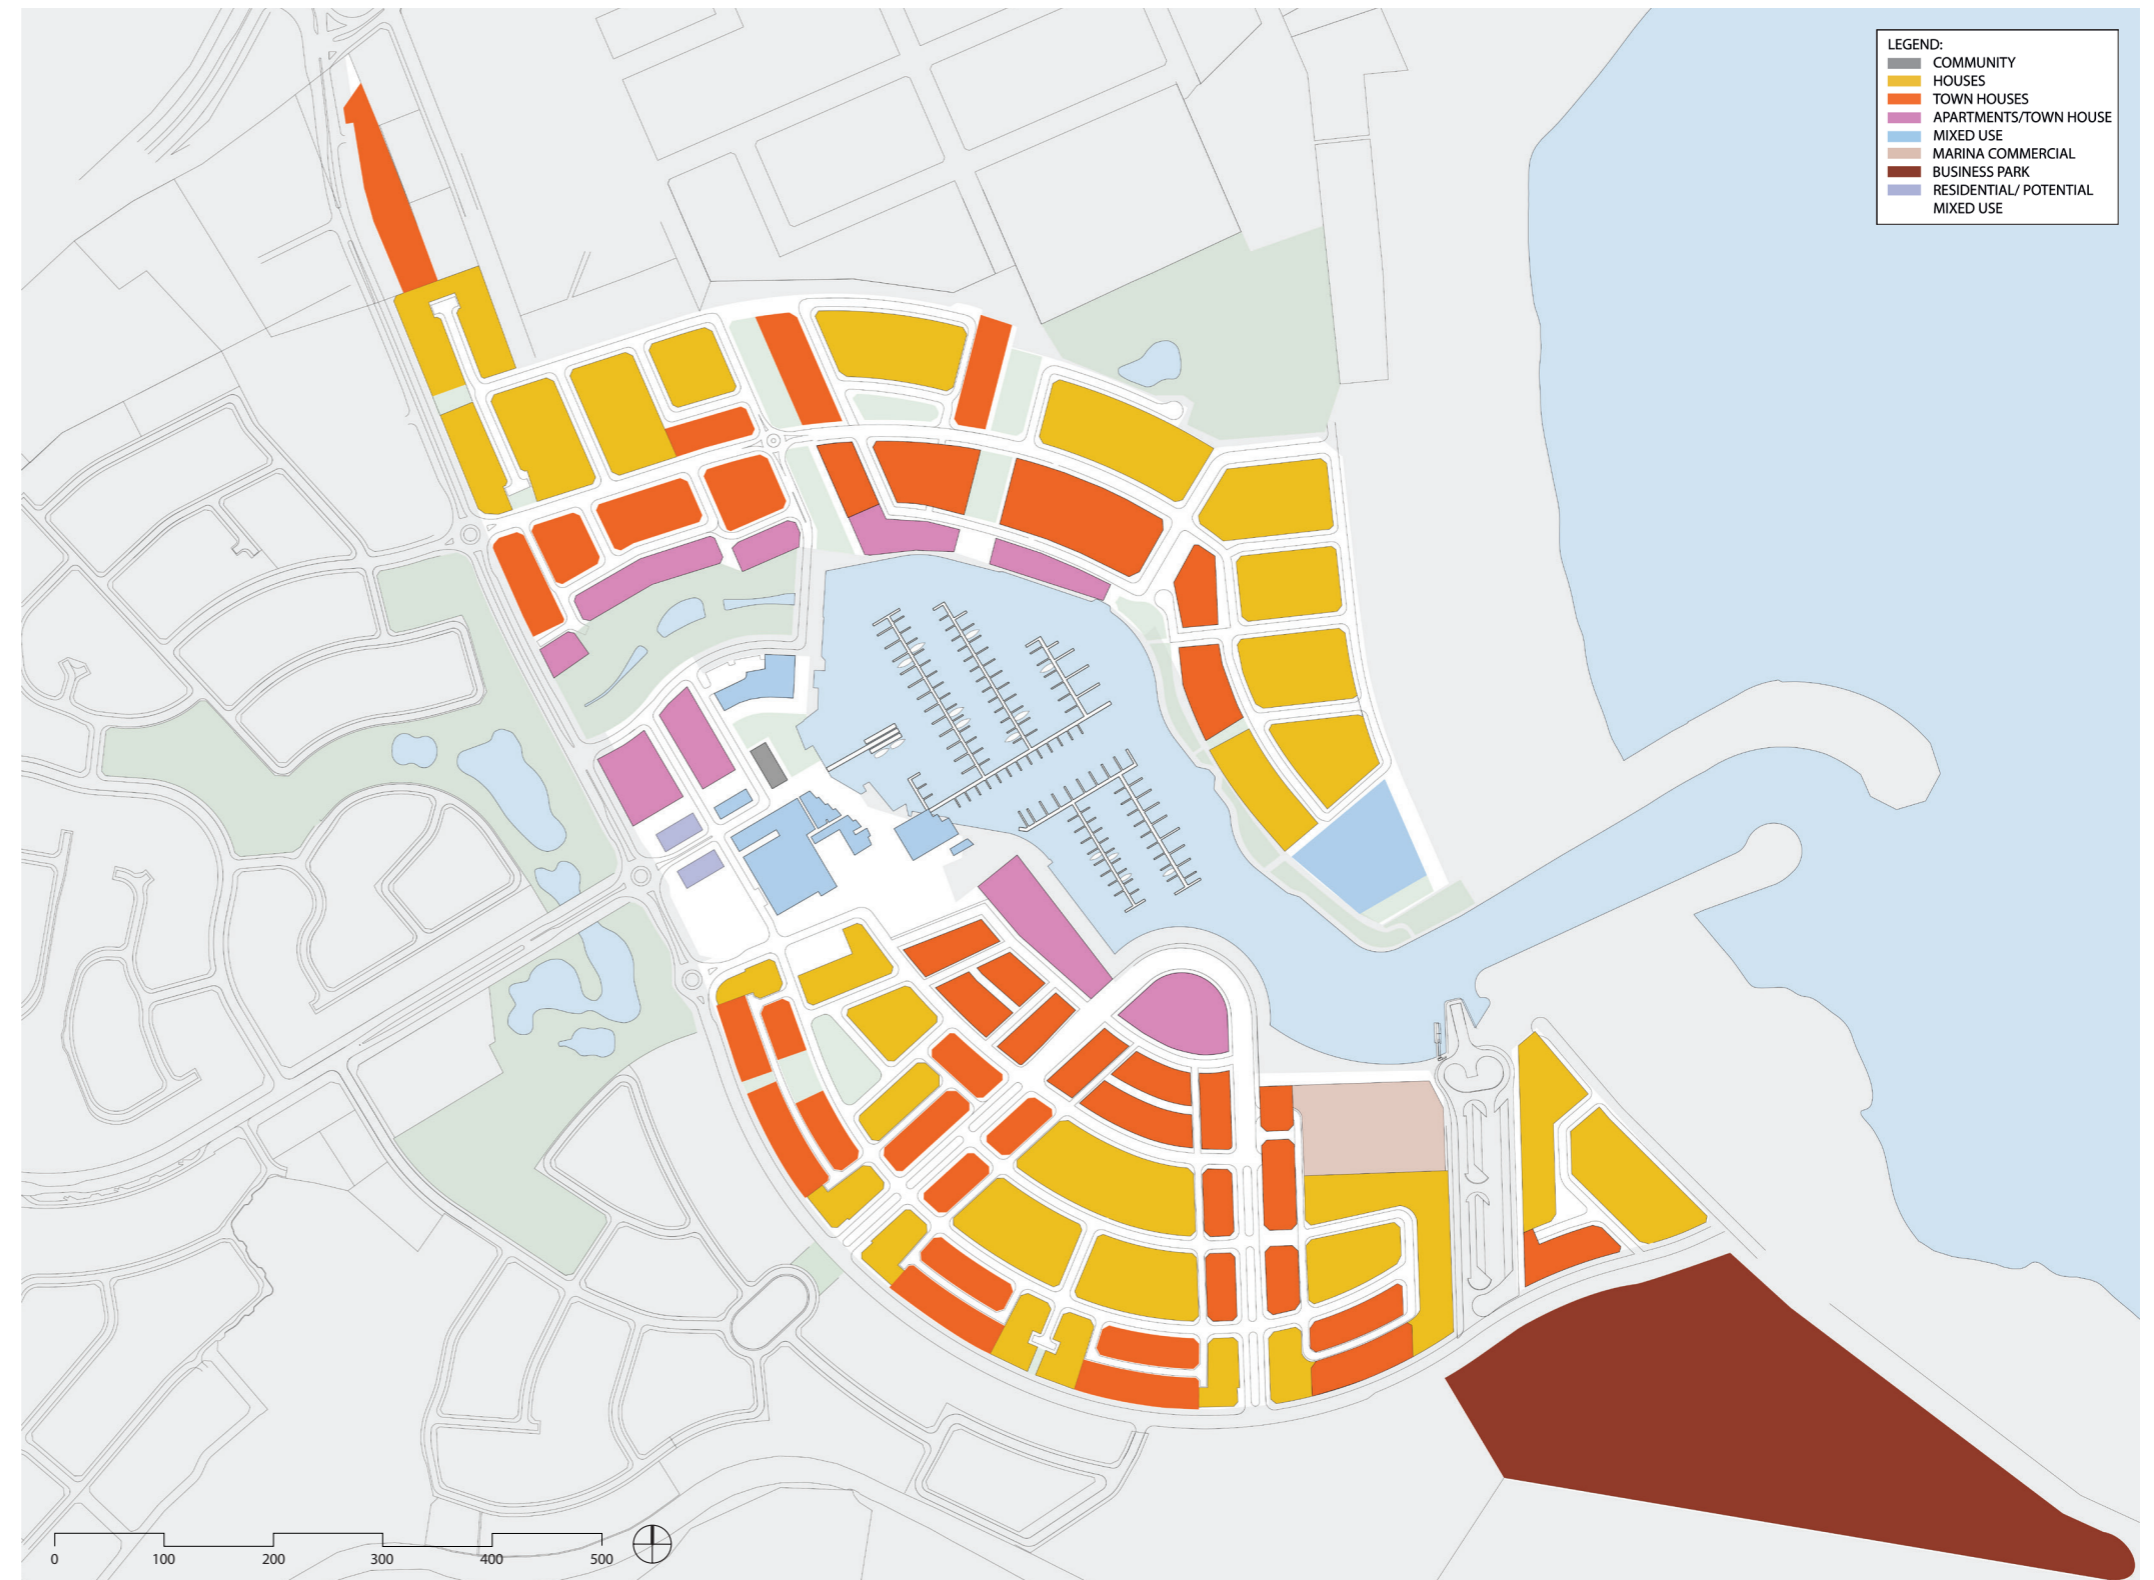 LEGEND:
COMMUNITY
HOUSES
TOWN HOUSES
APARTMENTS/TOWN HOUSE
MIXED USE
MARINA COMMERCIAL
BUSINESS PARK
RESIDENTIAL/ POTENTIAL
MIXED USE
0 100 200 300 400 500